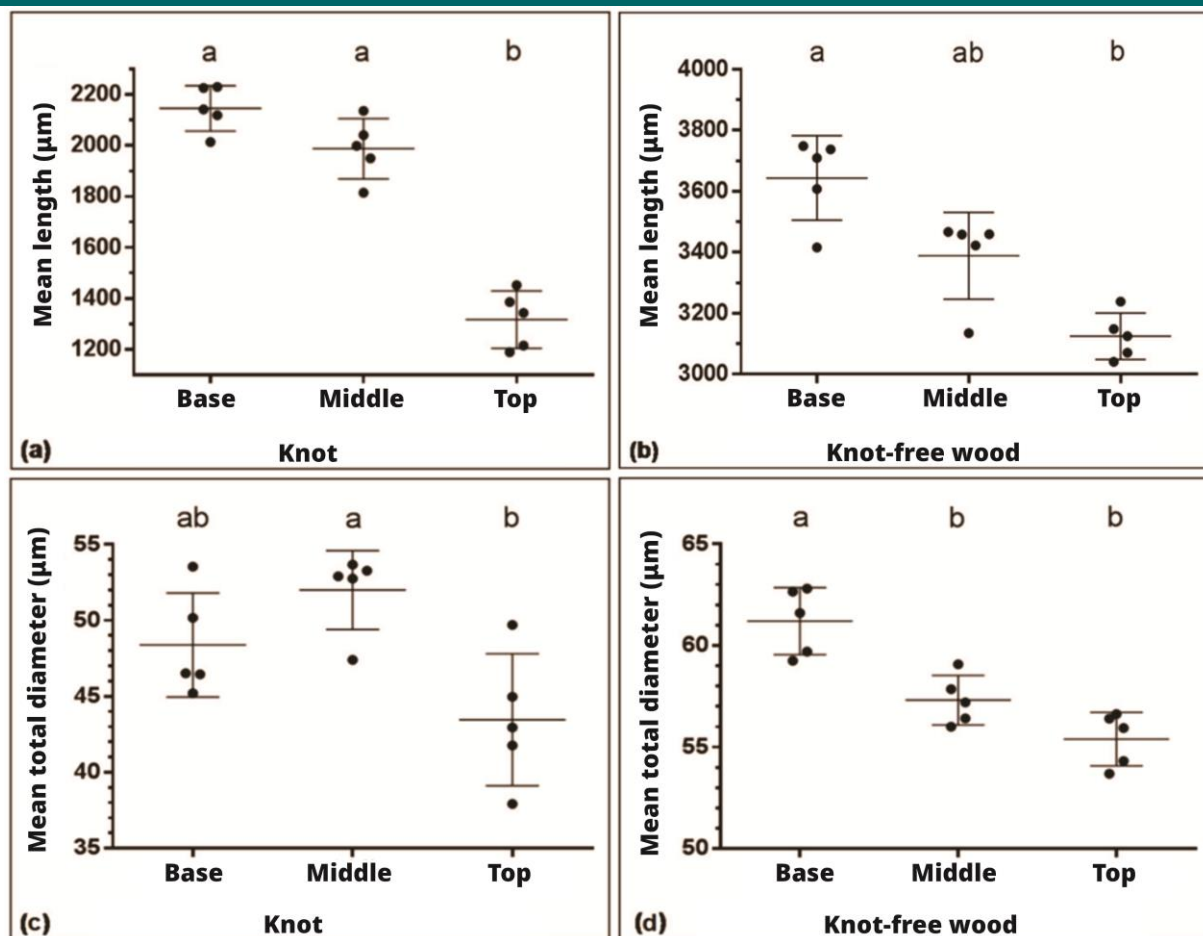 a a b
Mean length (µm)
2200
2000
1800
1600
1400
1200
Base Middle Top
(a) Knot
a ab b
Mean length (µm)
4000
3800
3600
3400
3200
3000
Base Middle Top
(b) Knot-free wood
ab a b
Mean total diameter (µm)
55
50
45
40
35
Base Middle Top
(c) Knot
a b b
Mean total diameter (µm)
65
60
55
50
Base Middle Top
(d) Knot-free wood